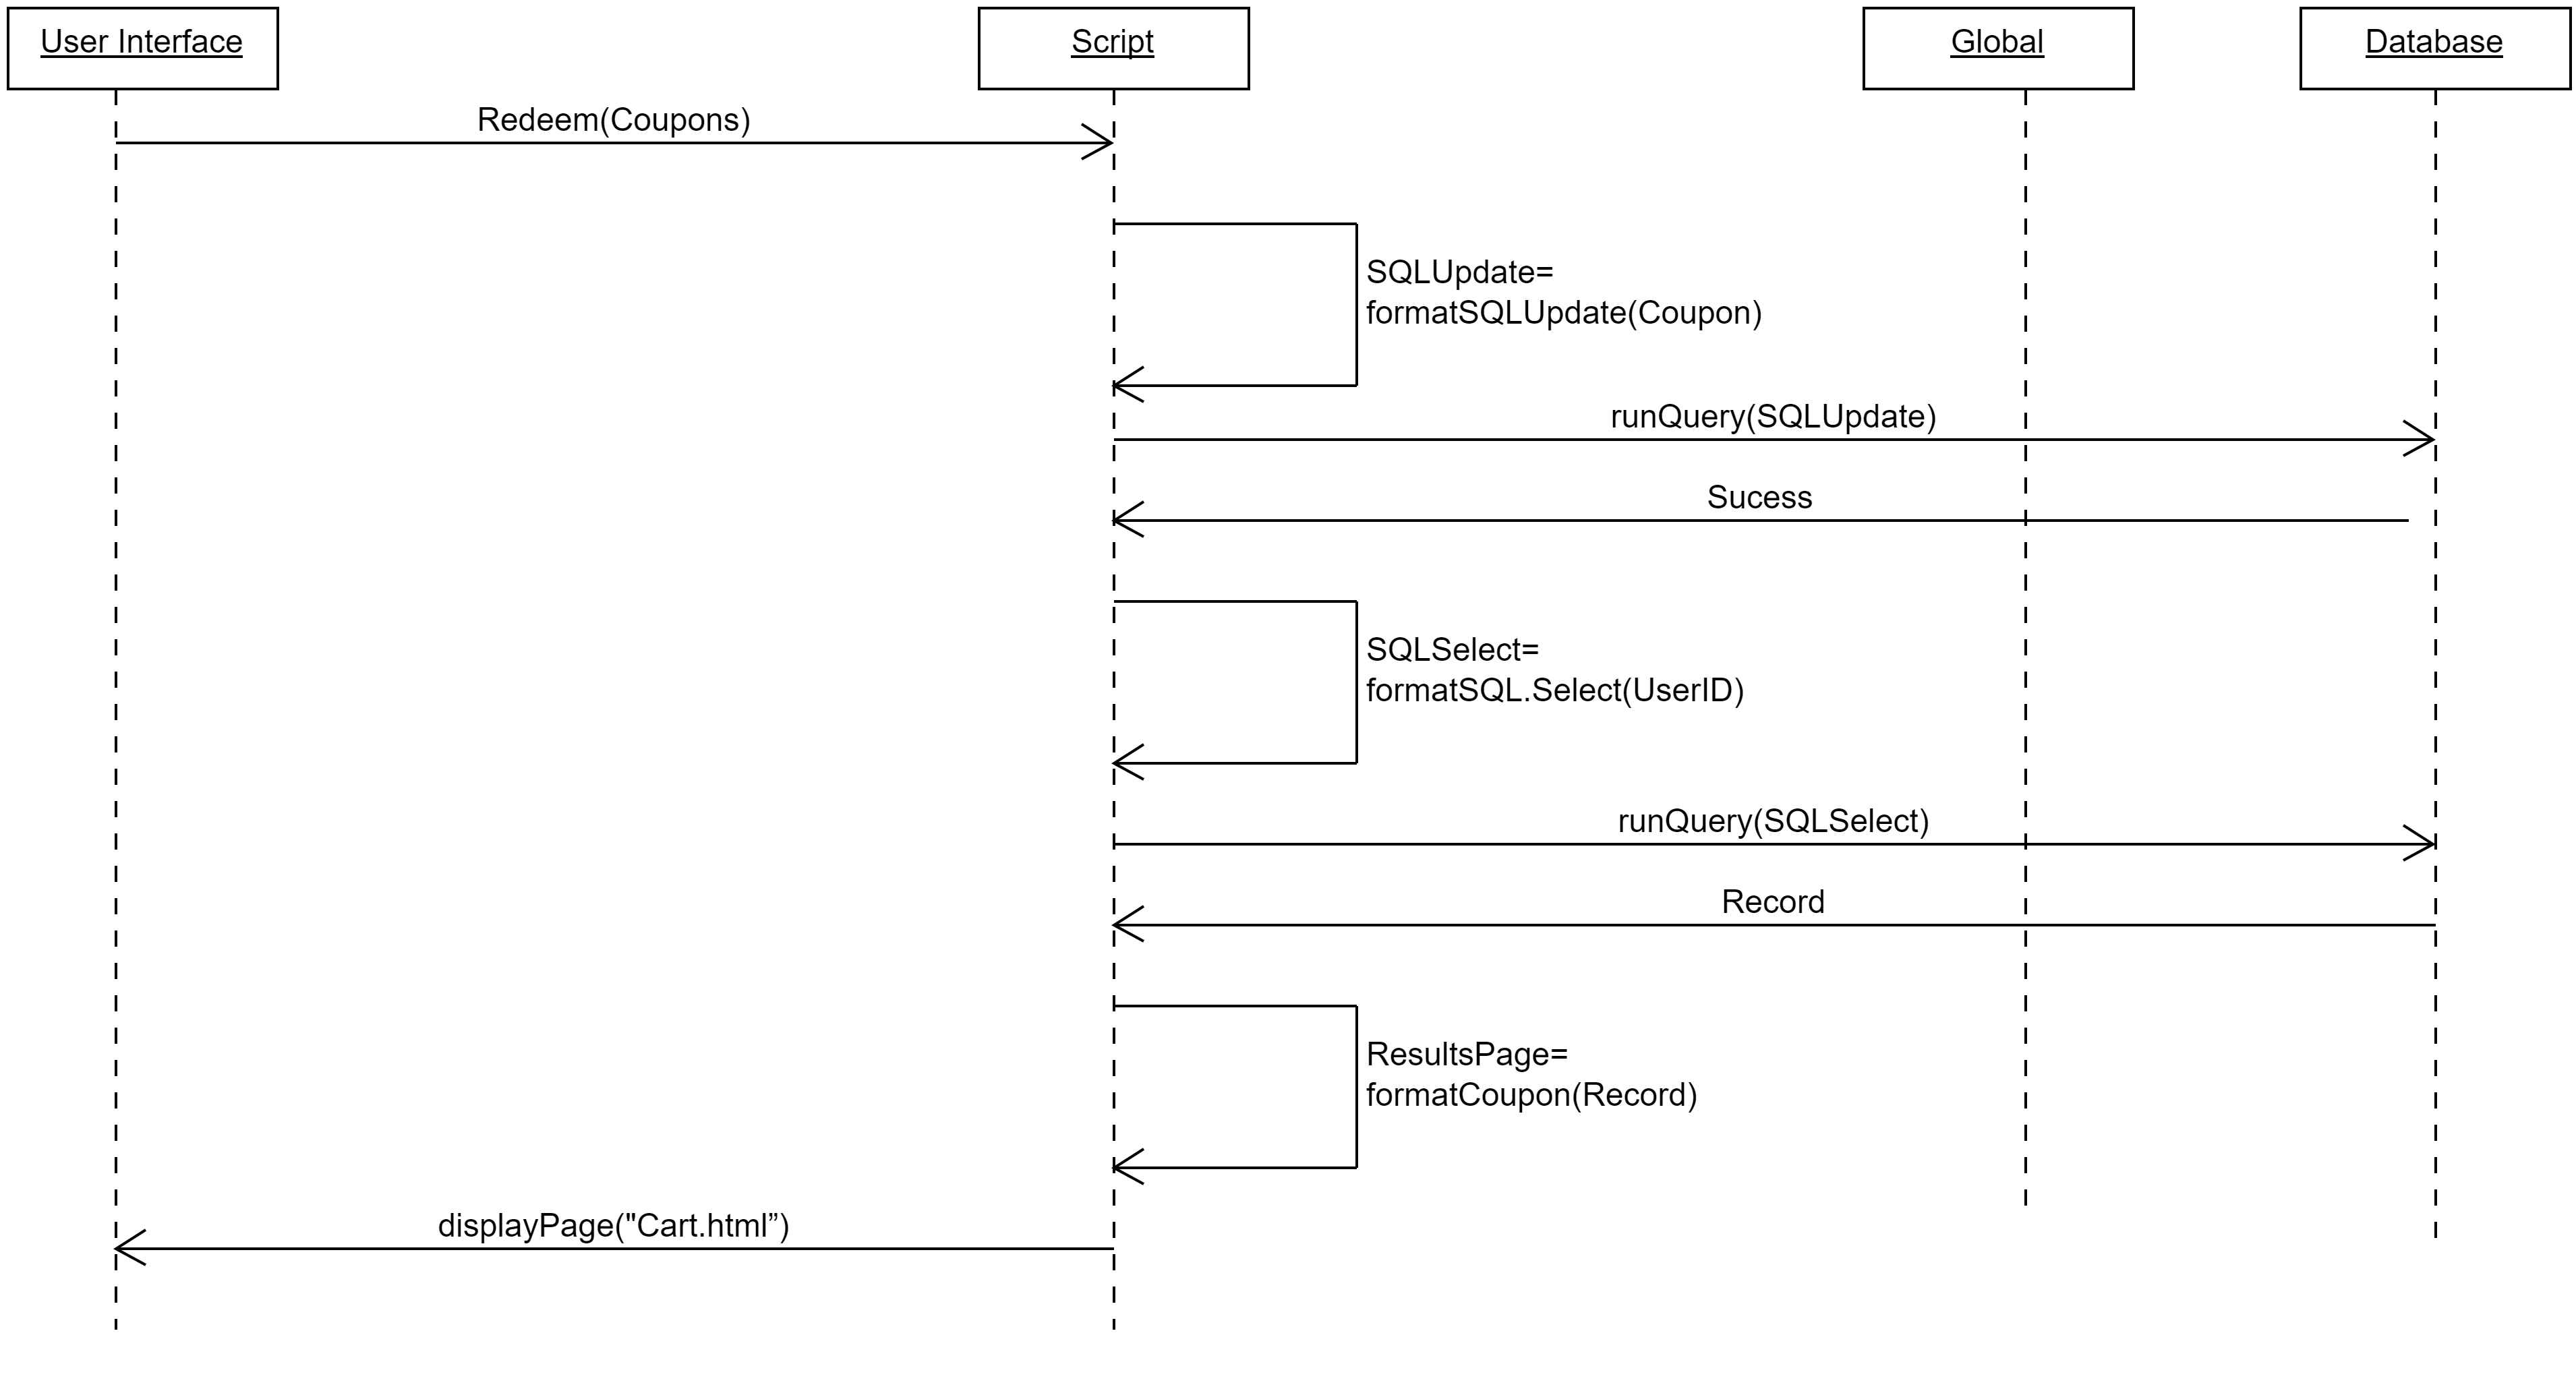 User Interface
Script
Global
Database
Redeem(Coupons)
SQLUpdate=
formatSQLUpdate(Coupon)
runQuery(SQLUpdate)
Sucess
SQLSelect=
formatSQL.Select(UserID)
runQuery(SQLSelect)
Record
ResultsPage=
formatCoupon(Record)
displayPage("Cart.html”)